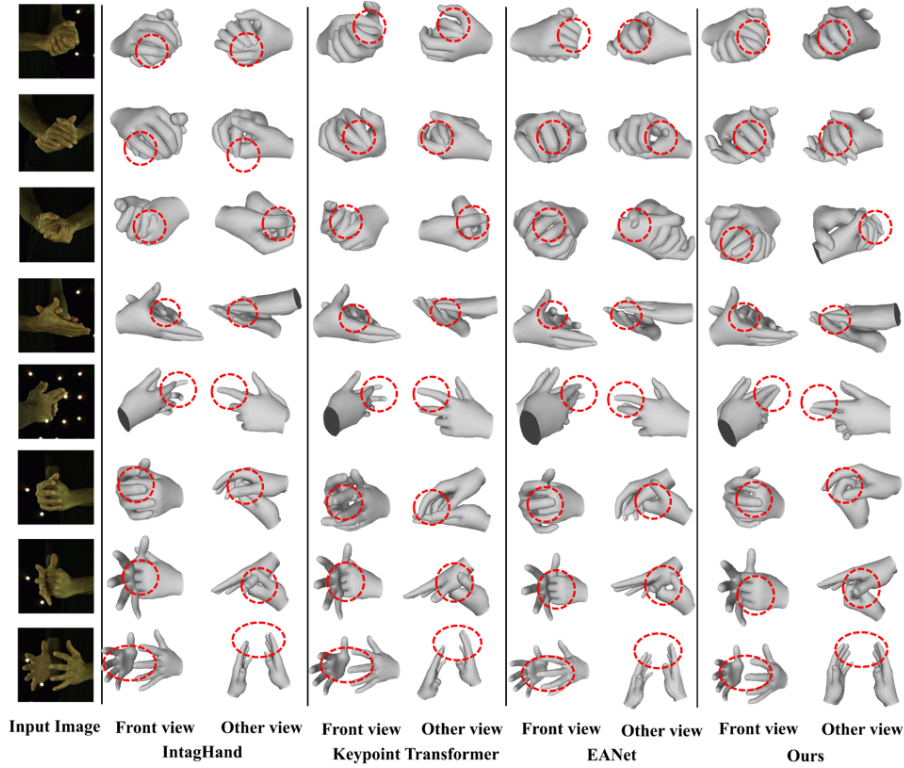 Input Image Front view Other view Front view Other view Front view Other view Front view Other view
IntagHand Keypoint Transformer EANet Ours